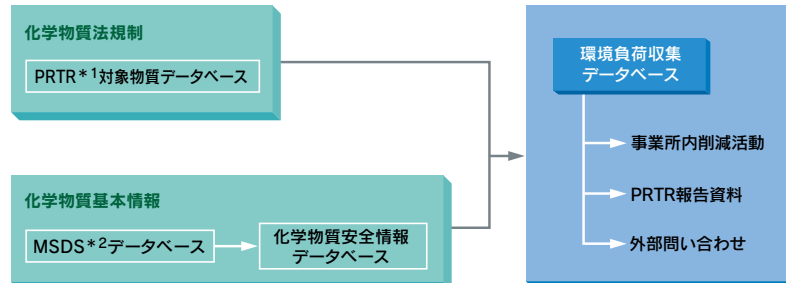 化学物質法規制
PRTR*1対象物質データベース
化学物質基本情報
MSDS*2データベース
化学物質安全情報
データベース
環境負荷収集
データベース
事業所内削減活動
PRTR報告資料
外部問い合わせ